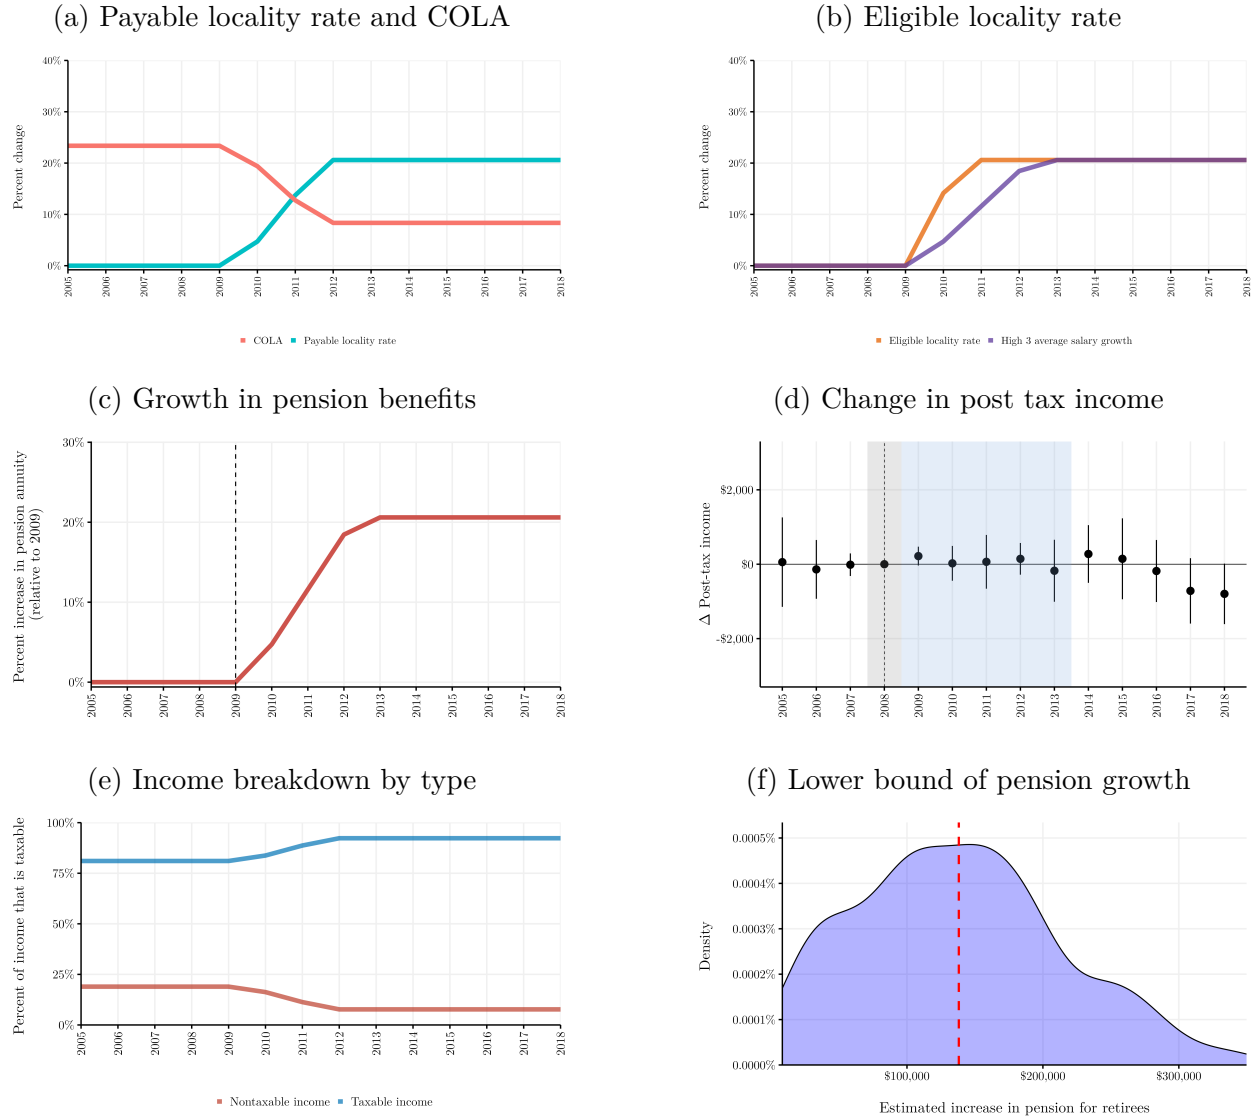 (a) Payable locality rate and COLA
Percent change
40%
30%
20%
10%
0%
2005 2006 2007 2008 2009 2010 2011 2012 2013 2014 2015 2016 2017 2018
COLA Payable locality rate
(b) Eligible locality rate
Percent change
40%
30%
20%
10%
0%
2005 2006 2007 2008 2009 2010 2011 2012 2013 2014 2015 2016 2017 2018
Eligible locality rate High 3 average salary growth
(c) Growth in pension benefits
Percent increase in pension annuity
(relative to 2009)
30%
20%
10%
0%
2005 2006 2007 2008 2009 2010 2011 2012 2013 2014 2015 2016 2017 2018
(d) Change in post tax income
Δ Post-tax income
$2,000
$0
-$2,000
2005 2006 2007 2008 2009 2010 2011 2012 2013 2014 2015 2016 2017 2018
(e) Income breakdown by type
Percent of income that is taxable
100%
75%
50%
25%
0%
2005 2006 2007 2008 2009 2010 2011 2012 2013 2014 2015 2016 2017 2018
Nontaxable income Taxable income
(f) Lower bound of pension growth
Density
0.0005%
0.0004%
0.0003%
0.0002%
0.0001%
0.0000%
$100,000 $200,000 $300,000
Estimated increase in pension for retirees